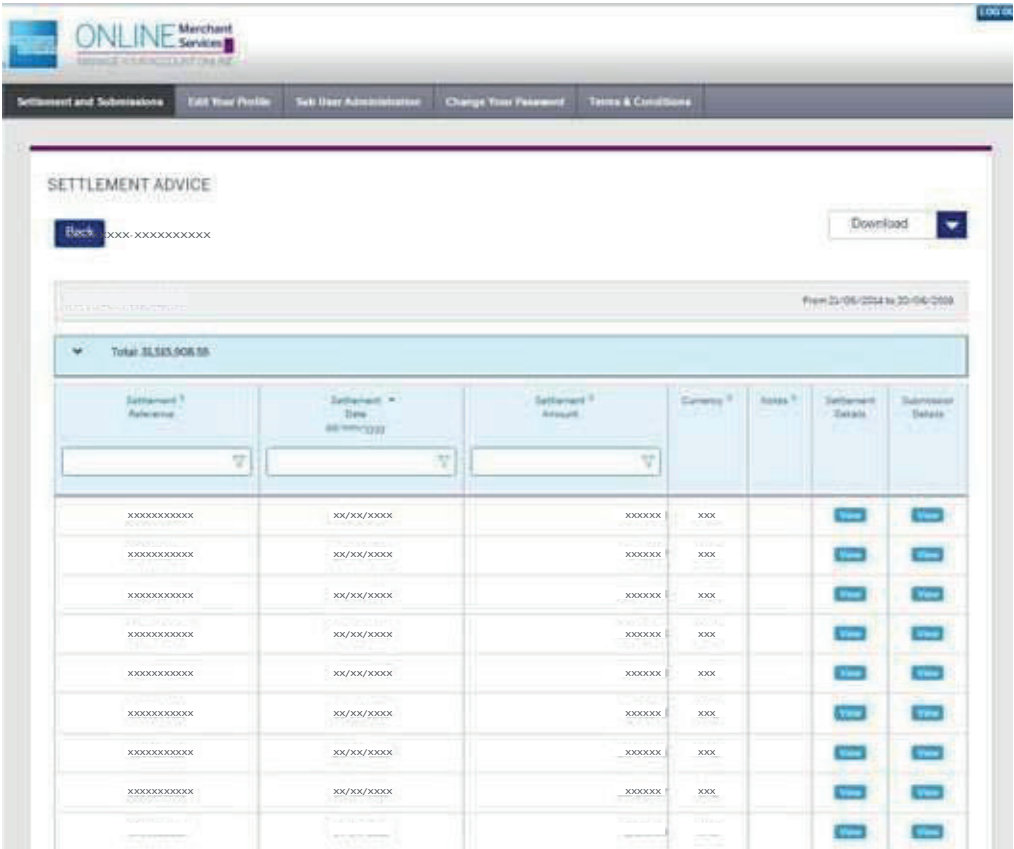 LOG OU
ONLINE Merchant Services
MANAGE YOUR ACCOUNT ONLINE
Settlement and Submissions Edit Your Profile Sub User Administration Change Your Password Terms & Conditions
SETTLEMENT ADVICE
Back xxx-xxxxxxxxxx
Download
Total:
Settlement Reference Settlement Date Settlement Amount Currency Notes Settlement Details Submission Details
xxxxxxxxxxx xx/xx/xxxx xxxxxx xxx View View
xxxxxxxxxxx xx/xx/xxxx xxxxxx xxx View View
xxxxxxxxxxx xx/xx/xxxx xxxxxx xxx View View
xxxxxxxxxxx xx/xx/xxxx xxxxxx xxx View View
xxxxxxxxxxx xx/xx/xxxx xxxxxx xxx View View
xxxxxxxxxxx xx/xx/xxxx xxxxxx xxx View View
xxxxxxxxxxx xx/xx/xxxx xxxxxx xxx View View
xxxxxxxxxxx xx/xx/xxxx xxxxxx xxx View View
View View